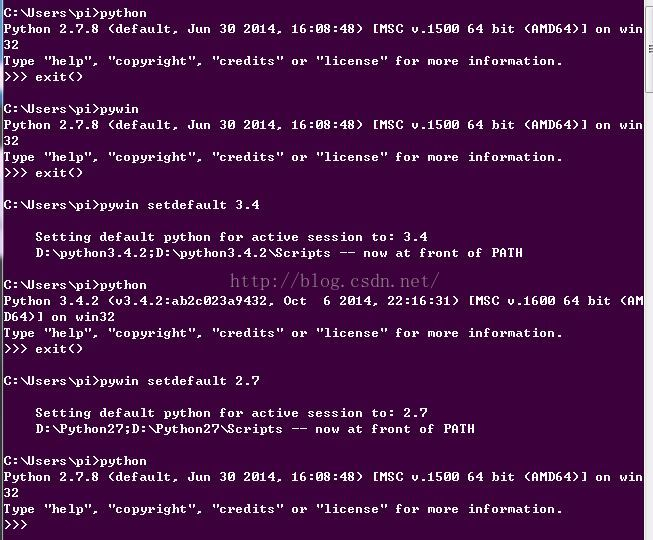 C:\Users\pi>python
Python 2.7.8 (default, Jun 30 2014, 16:08:48) [MSC v.1500 64 bit (AMD64)] on win
32
Type "help", "copyright", "credits" or "license" for more information.
>>> exit()
C:\Users\pi>pywin
Python 2.7.8 (default, Jun 30 2014, 16:08:48) [MSC v.1500 64 bit (AMD64)] on win
32
Type "help", "copyright", "credits" or "license" for more information.
>>> exit()
C:\Users\pi>pywin setdefault 3.4
Setting default python for active session to: 3.4
D:\python3.4.2;D:\python3.4.2\Scripts -- now at front of PATH
http://blog.csdn.net/
C:\Users\pi>python
Python 3.4.2 (v3.4.2:ab2c023a9432, Oct  6 2014, 22:16:31) [MSC v.1600 64 bit (AM
D64)] on win32
Type "help", "copyright", "credits" or "license" for more information.
>>> exit()
C:\Users\pi>pywin setdefault 2.7
Setting default python for active session to: 2.7
D:\Python27;D:\Python27\Scripts -- now at front of PATH
C:\Users\pi>python
Python 2.7.8 (default, Jun 30 2014, 16:08:48) [MSC v.1500 64 bit (AMD64)] on win
32
Type "help", "copyright", "credits" or "license" for more information.
>>>